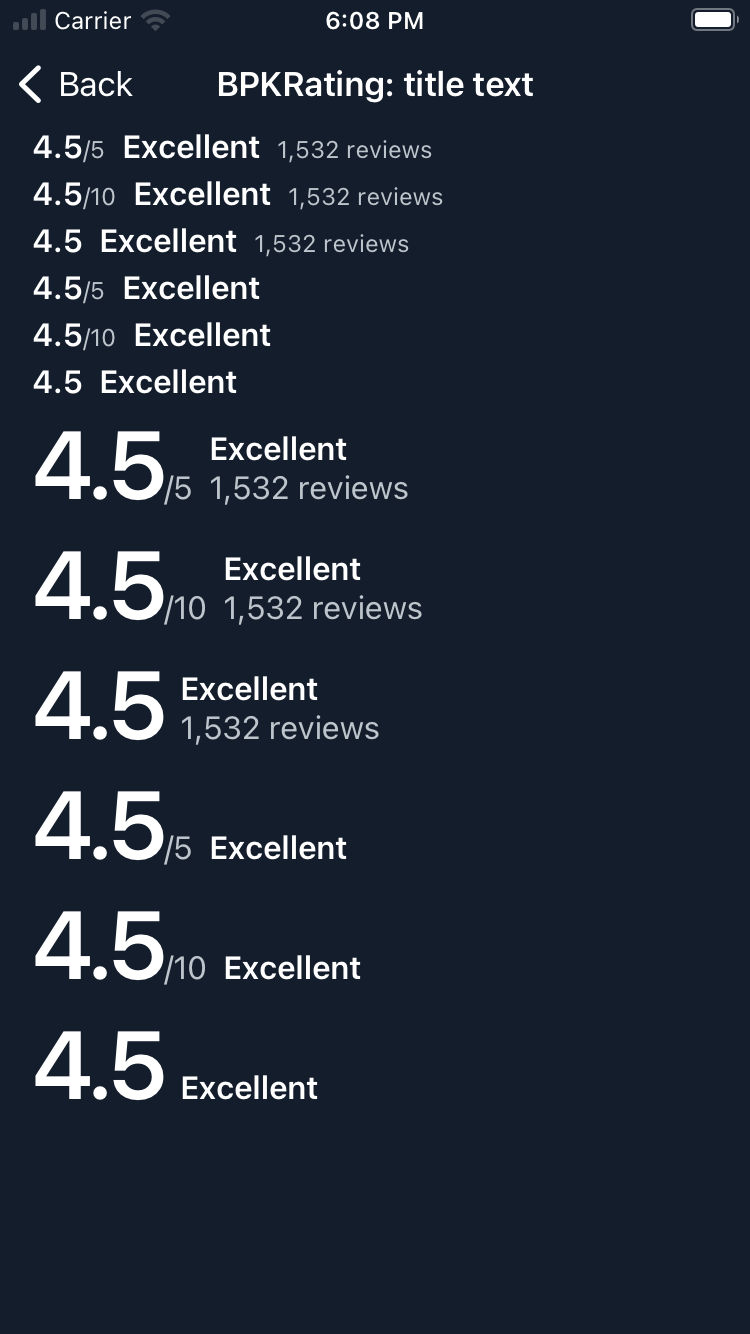 Carrier 6:08 PM
Back BPKRating: title text
4.5/5 Excellent 1,532 reviews
4.5/10 Excellent 1,532 reviews
4.5 Excellent 1,532 reviews
4.5/5 Excellent
4.5/10 Excellent
4.5 Excellent
4.5/5 Excellent
1,532 reviews
4.5/10 Excellent
1,532 reviews
4.5 Excellent
1,532 reviews
4.5/5 Excellent
4.5/10 Excellent
4.5 Excellent